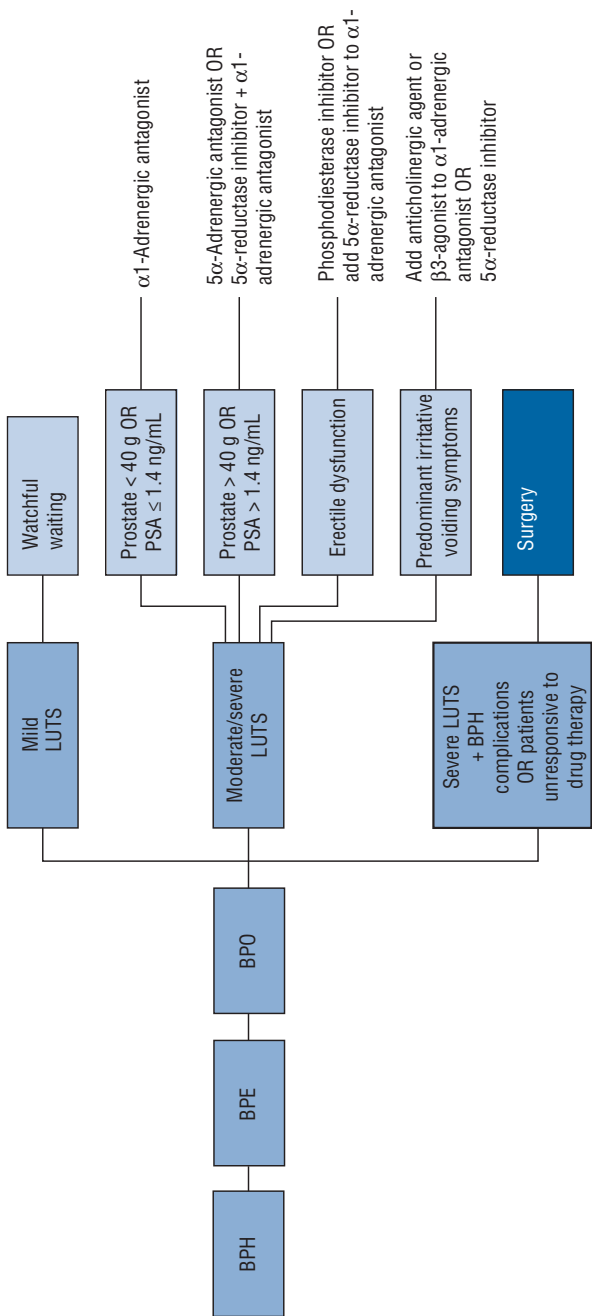 BPH
BPE
BPO
Mild
LUTS
Watchful
waiting
Moderate/severe
LUTS
Prostate < 40 g OR
PSA ≤ 1.4 ng/mL
α1-Adrenergic antagonist
Prostate > 40 g OR
PSA > 1.4 ng/mL
5α-Adrenergic antagonist OR
5α-reductase inhibitor + α1-
adrenergic antagonist
Erectile dysfunction
Phosphodiesterase inhibitor OR
add 5α-reductase inhibitor to α1-
adrenergic antagonist
Predominant irritative
voiding symptoms
Add anticholinergic agent or
β3-agonist to α1-adrenergic
antagonist OR
5α-reductase inhibitor
Severe LUTS
+ BPH
complications
OR patients
unresponsive to
drug therapy
Surgery